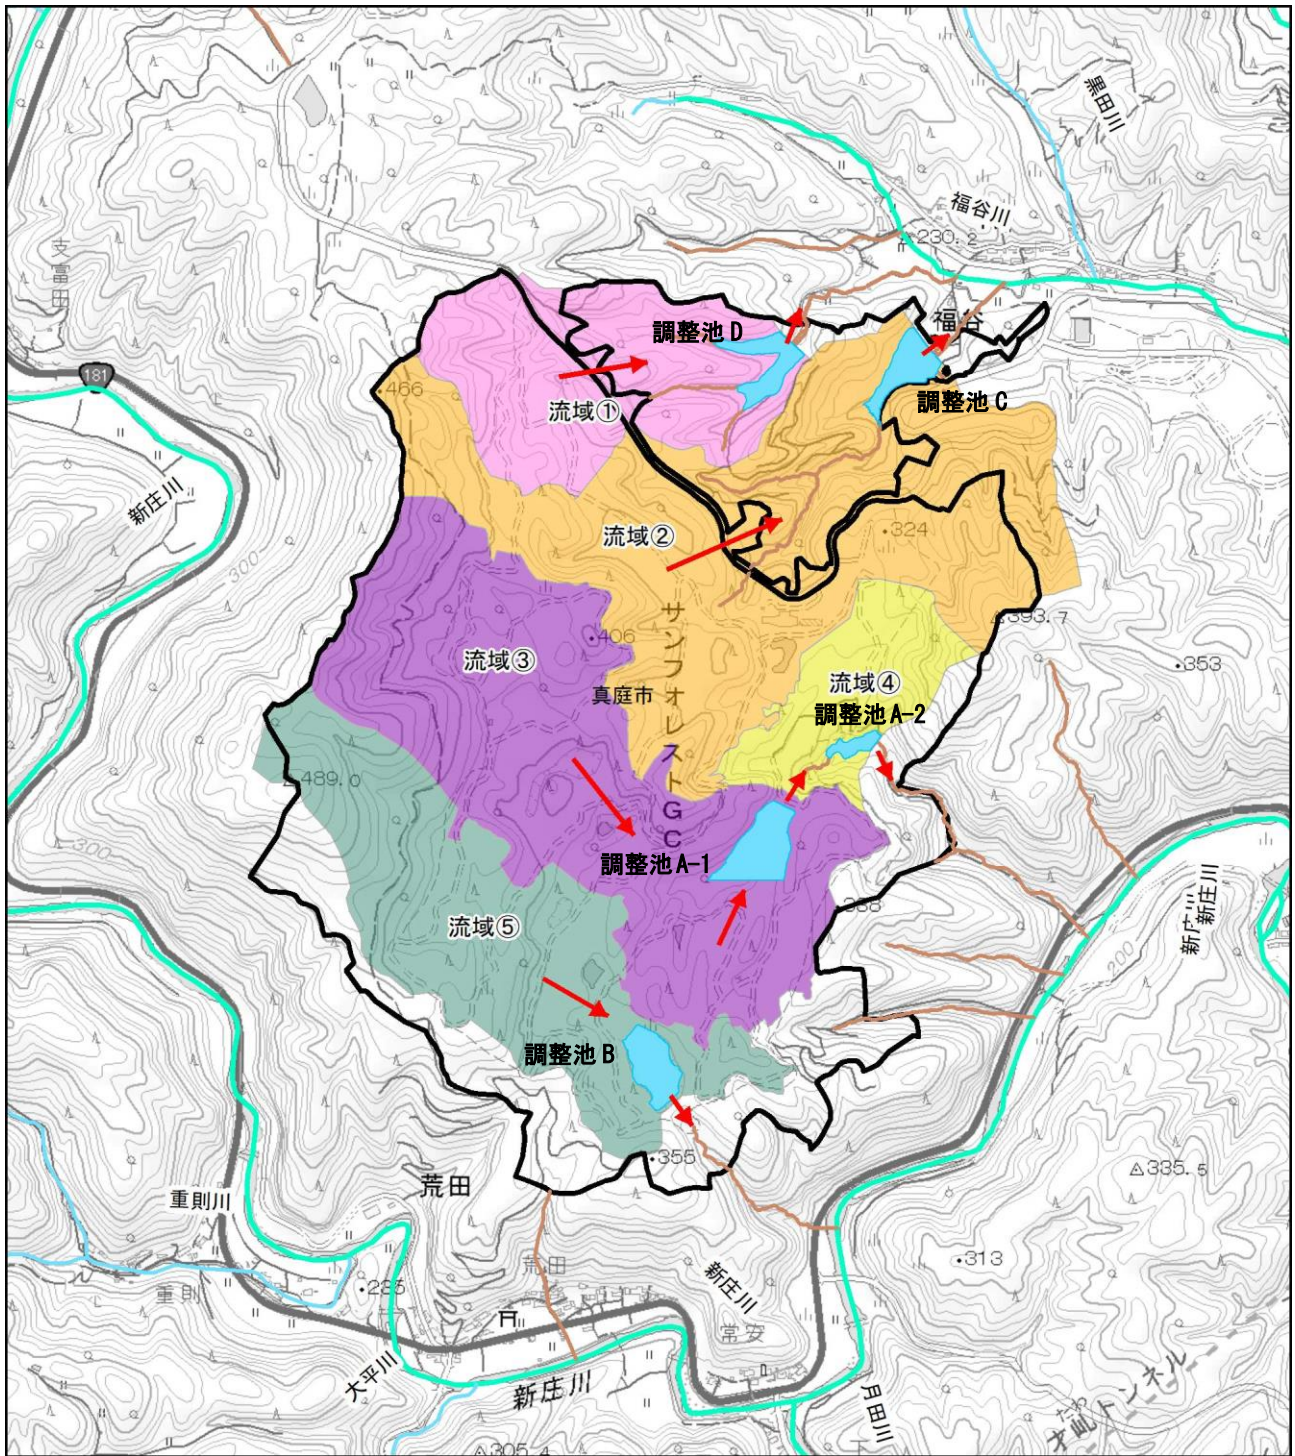 黒田川
福谷川
230.2
支富田
福谷
調整池 D
181
466
流域①
調整池 C
新庄川
300
流域②
324
サンフォレストGC
393.7
406
流域③
真庭市
353
流域④
調整池 A-2
489.0
300
調整池 A-1
388
新庄川
新庄川
200
流域⑤
調整池 B
355
335.5
荒田
重則川
荒田
新庄川
313
重則
235
常安
大平川
新庄川
月田川
トンネル
305.4